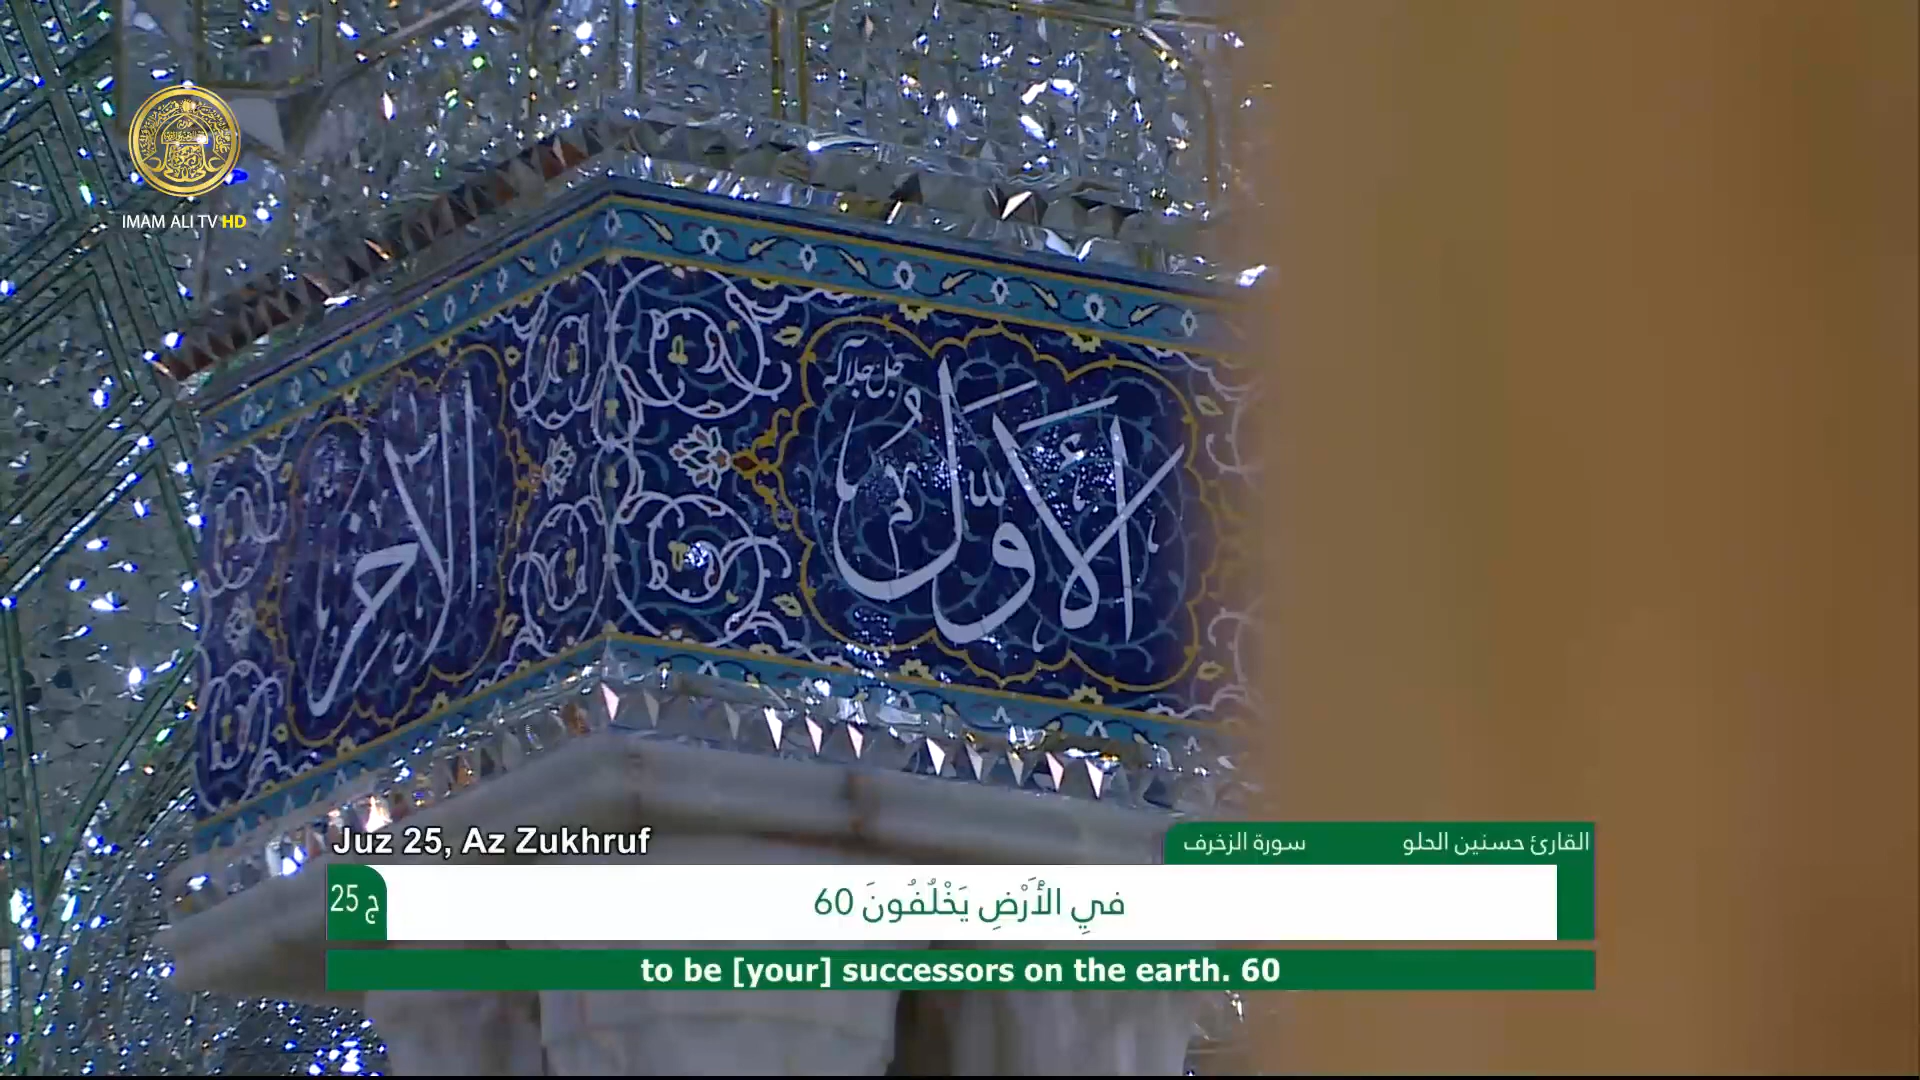 IMAM ALI TV HD
جل جلاله
الأَوَّلُ
الآخر
Juz 25, Az Zukhruf
القارئ حسنين الحلو
سورة الزخرف
ج 25
فِي الْأَرْضِ يَخْلُفُونَ 60
to be [your] successors on the earth. 60